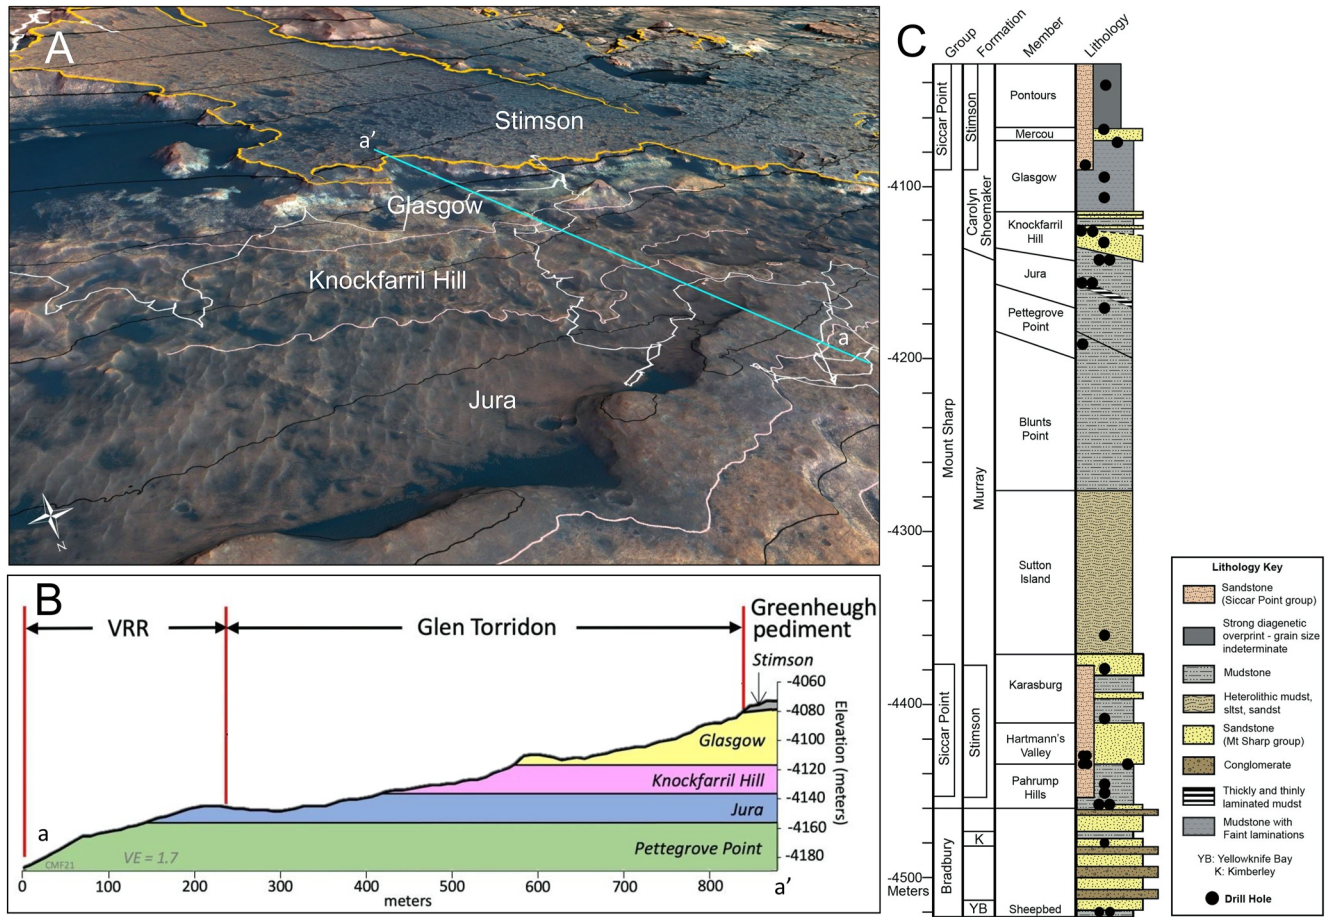 A
Stimson
a'
Glasgow
Knockfarril Hill
a
Jura
N
B
VRR
Glen Torridon
Greenheugh
pediment
Stimson
-4060
-4080
-4100
-4120
-4140
-4160
-4180
Elevation (meters)
Glasgow
Knockfarril Hill
Jura
Pettegrove Point
a
CMF21
VE = 1.7
0
100
200
300
400
500
600
700
800
a'
meters
C
Group
Formation
Member
Lithology
Siccar Point
Stimson
Pontours
Mercou
Glasgow
-4100
Carolyn
Shoemaker
Knockfarril
Hill
Jura
Pettegrove
Point
-4200
Blunts
Point
Mount Sharp
Murray
-4300
Sutton
Island
Karasburg
-4400
Siccar Point
Stimson
Hartmann's
Valley
Pahrump
Hills
Bradbury
K
-4500
Meters
YB
Sheepbed
Lithology Key
Sandstone
(Siccar Point group)
Strong diagenetic
overprint - grain size
indeterminate
Mudstone
Heterolithic mudst,
sltst, sandst
Sandstone
(Mt Sharp group)
Conglomerate
Thickly and thinly
laminated mudst
Mudstone with
Faint laminations
YB: Yellowknife Bay
K: Kimberley
Drill Hole